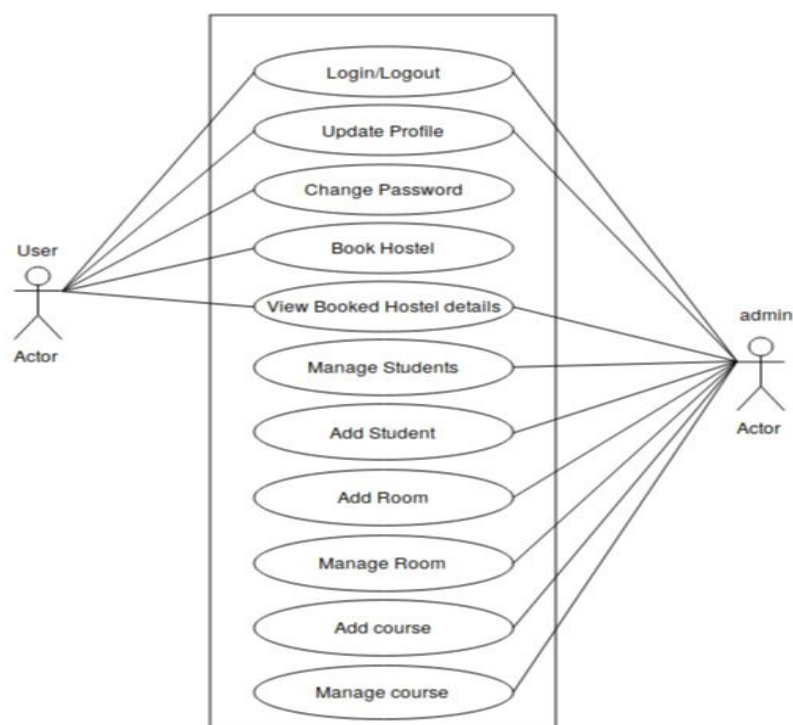 Login/Logout
Update Profile
Change Password
User
Book Hostel
View Booked Hostel details
admin
Actor
Manage Students
Actor
Add Student
Add Room
Manage Room
Add course
Manage course